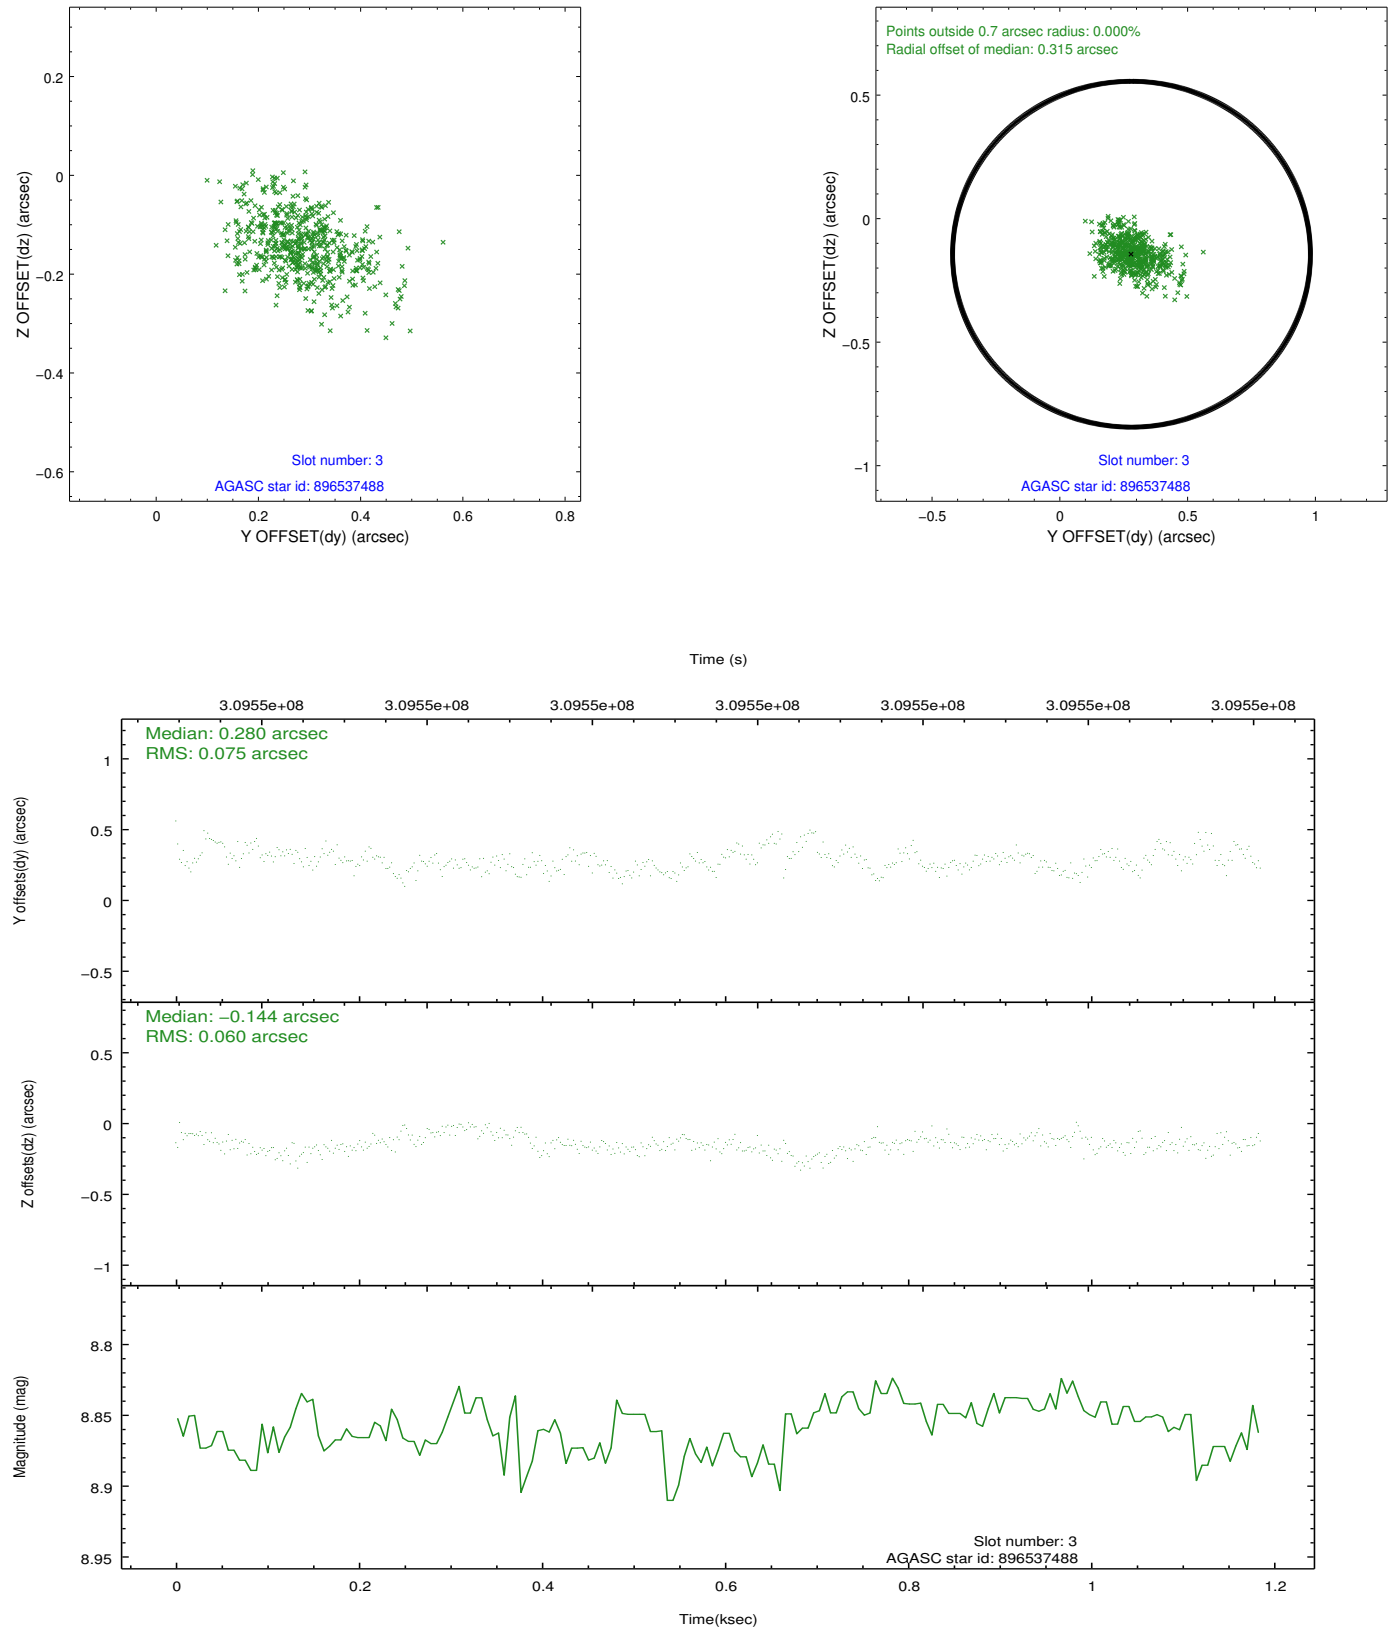 0.2
0
−0.2
−0.4
−0.6
Z OFFSET(dz) (arcsec)
Slot number: 3
AGASC star id: 896537488
0 0.2 0.4 0.6 0.8
Y OFFSET(dy) (arcsec)
Points outside 0.7 arcsec radius: 0.000%
Radial offset of median: 0.315 arcsec
0.5
0
−0.5
−1
Z OFFSET(dz) (arcsec)
Slot number: 3
AGASC star id: 896537488
−0.5 0 0.5 1
Y OFFSET(dy) (arcsec)
Time (s)
3.0955e+08 3.0955e+08 3.0955e+08 3.0955e+08 3.0955e+08 3.0955e+08 3.0955e+08
Median: 0.280 arcsec
RMS: 0.075 arcsec
1
0.5
0
−0.5
Y offsets(dy) (arcsec)
Median: −0.144 arcsec
RMS: 0.060 arcsec
0.5
0
−0.5
−1
Z offsets(dz) (arcsec)
8.8
8.85
8.9
8.95
Magnitude (mag)
Slot number: 3
AGASC star id: 896537488
0 0.2 0.4 0.6 0.8 1 1.2
Time(ksec)